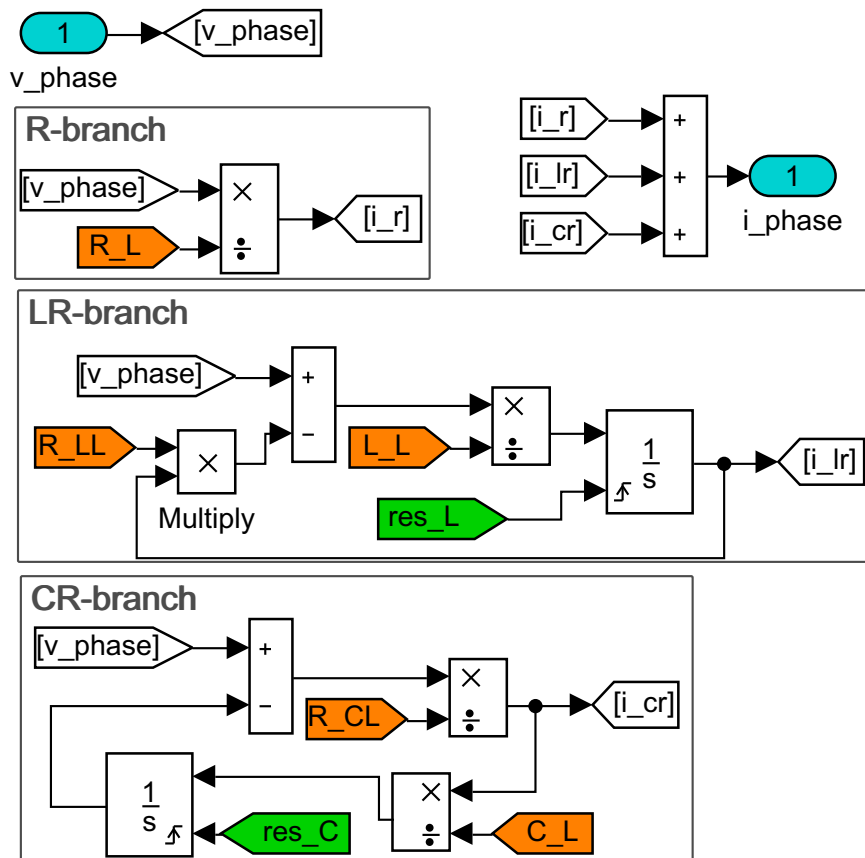 1
[v_phase]
v_phase
R-branch
[v_phase]
×
R_L
÷
[i_r]
[i_r]
+
[i_lr]
+
[i_cr]
+
1
i_phase
LR-branch
[v_phase]
+
−
R_LL
×
Multiply
L_L
×
÷
1
s
res_L
[i_lr]
CR-branch
[v_phase]
+
−
R_CL
×
÷
[i_cr]
1
s
res_C
×
÷
C_L